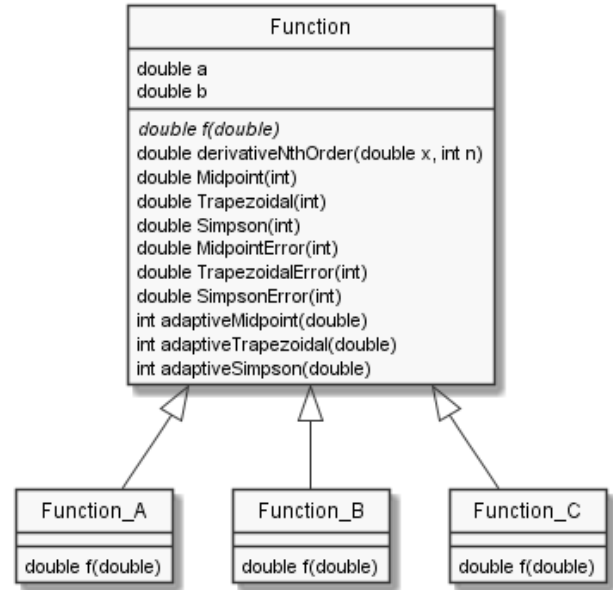 Function
double a
double b
double f(double)
double derivativeNthOrder(double x, int n)
double Midpoint(int)
double Trapezoidal(int)
double Simpson(int)
double MidpointError(int)
double TrapezoidalError(int)
double SimpsonError(int)
int adaptiveMidpoint(double)
int adaptiveTrapezoidal(double)
int adaptiveSimpson(double)
Function_A
double f(double)
Function_B
double f(double)
Function_C
double f(double)